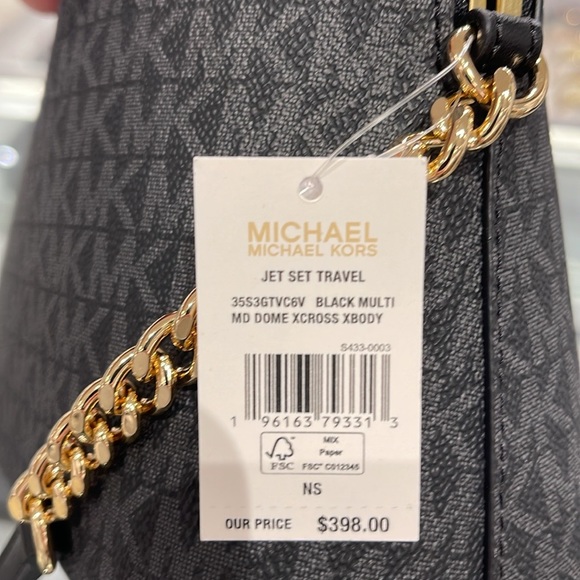 MICHAEL
MICHAEL KORS
JET SET TRAVEL
35S3GTVC6V BLACK MULTI
MD DOME XCROSS XBODY
S433-0003
1 96163 79331 3
FSC
MIX
Paper
FSC® C012345
NS
OUR PRICE $398.00